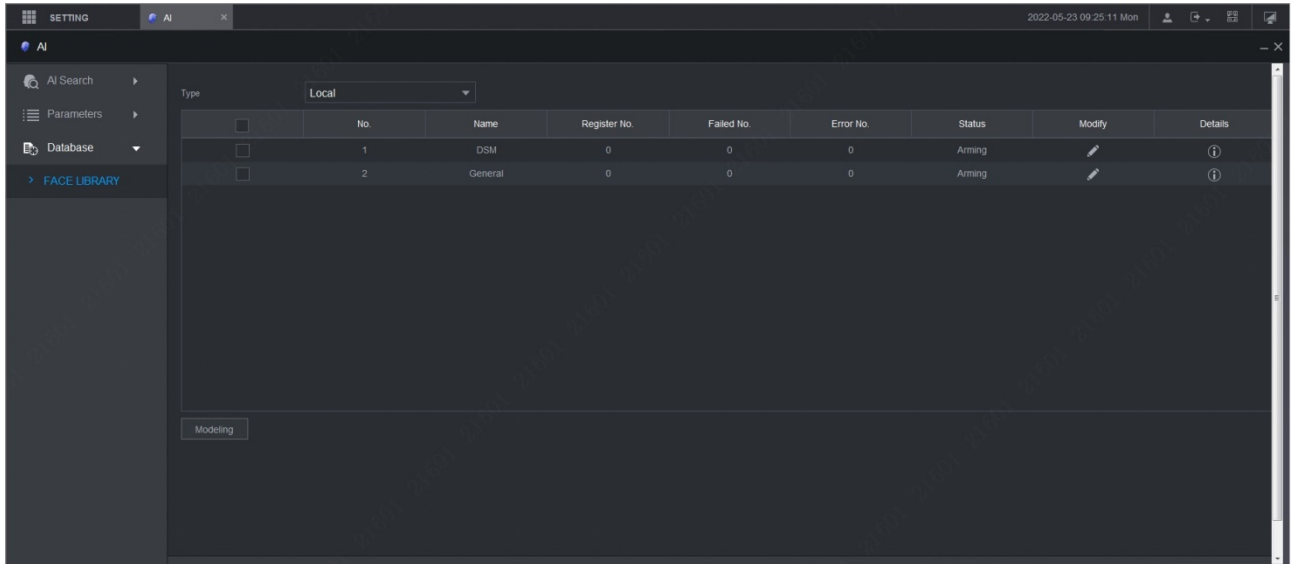 SETTING AI × 2022-05-23 09:25:11 Mon
AI
AI Search
Parameters
Database
> FACE LIBRARY
Type Local
No. Name Register No. Failed No. Error No. Status Modify Details
1 DSM 0 0 0 Arming
2 General 0 0 0 Arming
Modeling